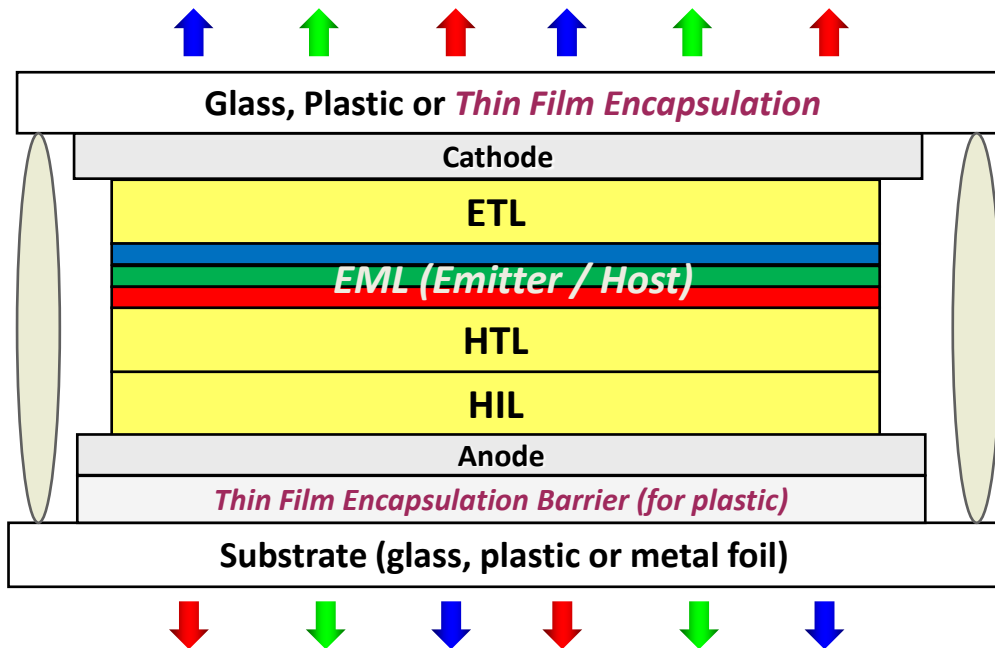 Glass, Plastic or Thin Film Encapsulation
Cathode
ETL
EML (Emitter / Host)
HTL
HIL
Anode
Thin Film Encapsulation Barrier (for plastic)
Substrate (glass, plastic or metal foil)